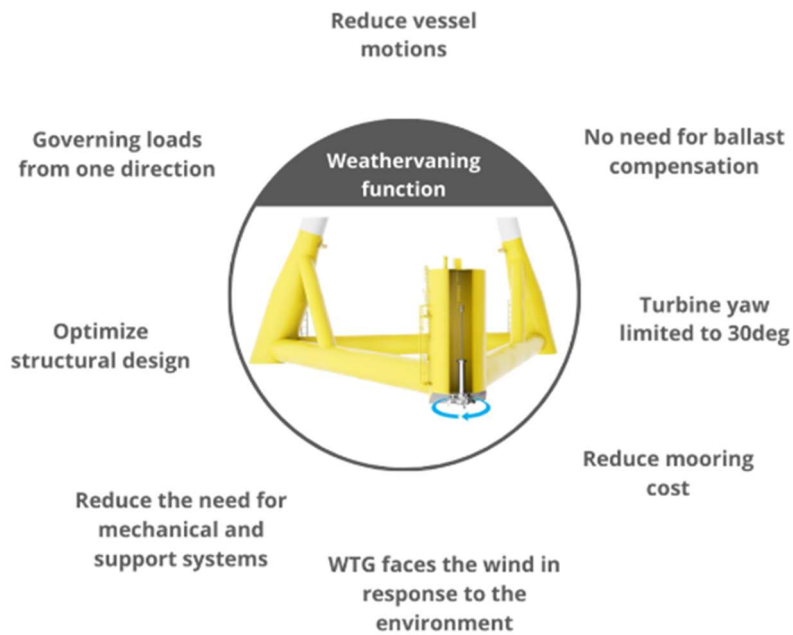 Reduce vessel
motions
Governing loads
from one direction
No need for ballast
compensation
Weathervaning
function
Turbine yaw
limited to 30deg
Optimize
structural design
Reduce mooring
cost
Reduce the need for
mechanical and
support systems
WTG faces the wind in
response to the
environment